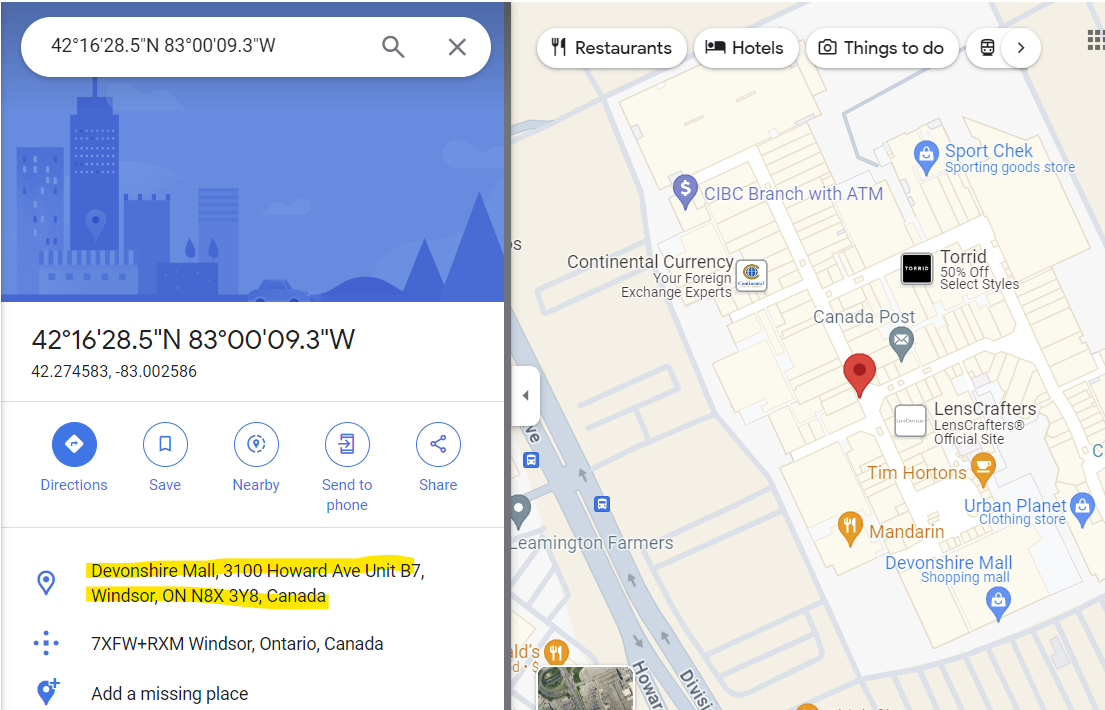 42°16'28.5"N 83°00'09.3"W
42°16'28.5"N 83°00'09.3"W
42.274583, -83.002586
Directions
Save
Nearby
Send to
phone
Share
Devonshire Mall, 3100 Howard Ave Unit B7,
Windsor, ON N8X 3Y8, Canada
7XFW+RXM Windsor, Ontario, Canada
Add a missing place
Restaurants
Hotels
Things to do
Sport Chek
Sporting goods store
CIBC Branch with ATM
Continental Currency
Your Foreign
Exchange Experts
Continental
TORRID
Torrid
50% Off
Select Styles
Canada Post
LensCrafters
LensCrafters®
Official Site
Tim Hortons
Urban Planet
Clothing store
Mandarin
Devonshire Mall
Shopping mall
Leamington Farmers